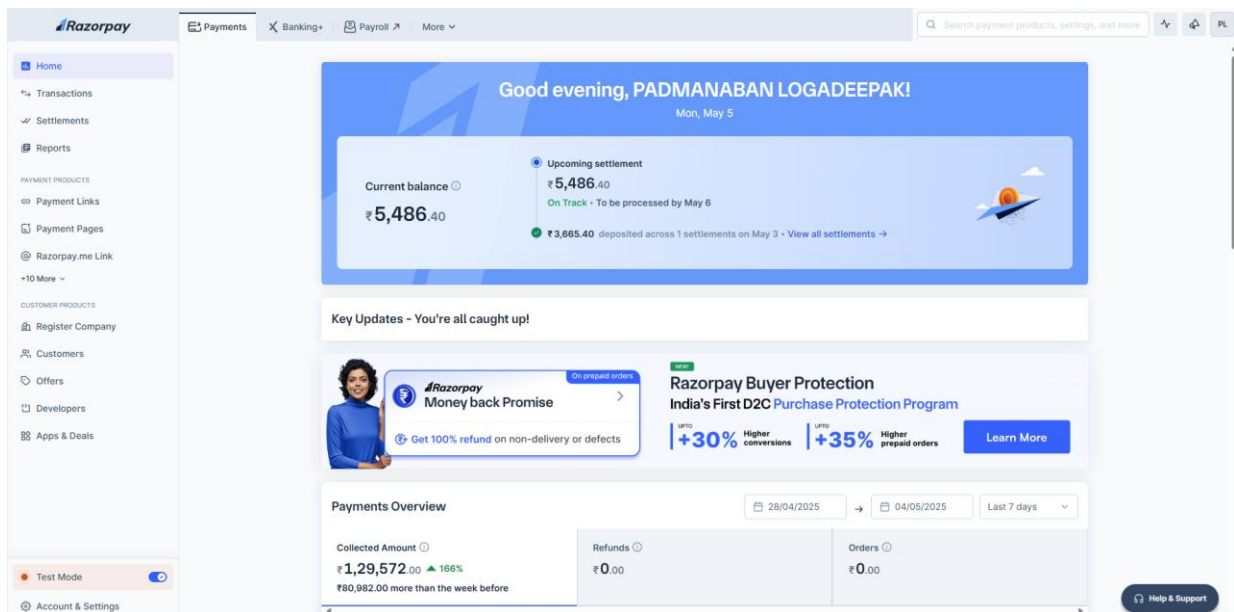 Razorpay
Payments
Banking+
Payroll ↗
More
Search payment products, settings, and more
PL
Home
Transactions
Settlements
Reports
PAYMENT PRODUCTS
Payment Links
Payment Pages
Razorpay.me Link
+10 More
CUSTOMER PRODUCTS
Register Company
Customers
Offers
Developers
Apps & Deals
Test Mode
Account & Settings
Good evening, PADMANABAN LOGADEEPAK!
Mon, May 5
Current balance
₹5,486.40
Upcoming settlement
₹5,486.40
On Track • To be processed by May 6
₹3,665.40 deposited across 1 settlements on May 3 • View all settlements →
Key Updates - You're all caught up!
On prepaid orders
Razorpay
Money back Promise
Get 100% refund on non-delivery or defects
NEW!
Razorpay Buyer Protection
India's First D2C Purchase Protection Program
UPTO
+30% Higher conversions
UPTO
+35% Higher prepaid orders
Learn More
Payments Overview
28/04/2025 → 04/05/2025
Last 7 days
Collected Amount
₹1,29,572.00 ▲ 166%
₹80,982.00 more than the week before
Refunds
₹0.00
Orders
₹0.00
Help & Support